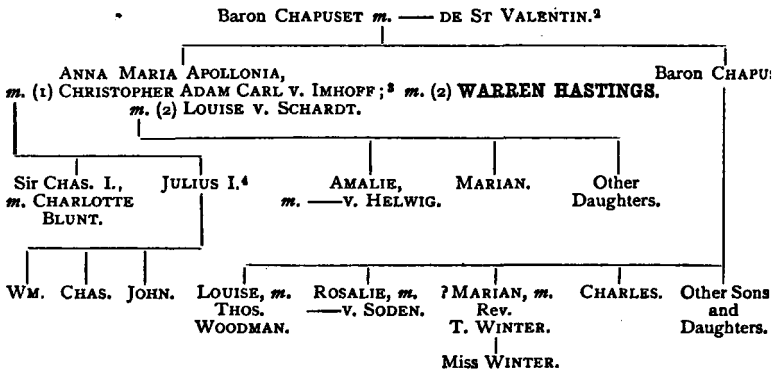 Baron CHAPUSET m. —— DE ST VALENTIN.²
ANNA MARIA APOLLONIA,
Baron CHAPUS
m. (1) CHRISTOPHER ADAM CARL V. IMHOFF;³ m. (2) WARREN HASTINGS.
m. (2) LOUISE V. SCHARDT.
Sir CHAS. I., JULIUS I.⁴ AMALIE, MARIAN. Other
m. CHARLOTTE m. ——V. HELWIG. Daughters.
BLUNT.
WM. CHAS. JOHN. LOUISE, m. ROSALIE, m. ?MARIAN, m. CHARLES. Other Sons
THOS. ——V. SODEN. Rev. and
WOODMAN. T. WINTER. Daughters.
Miss WINTER.